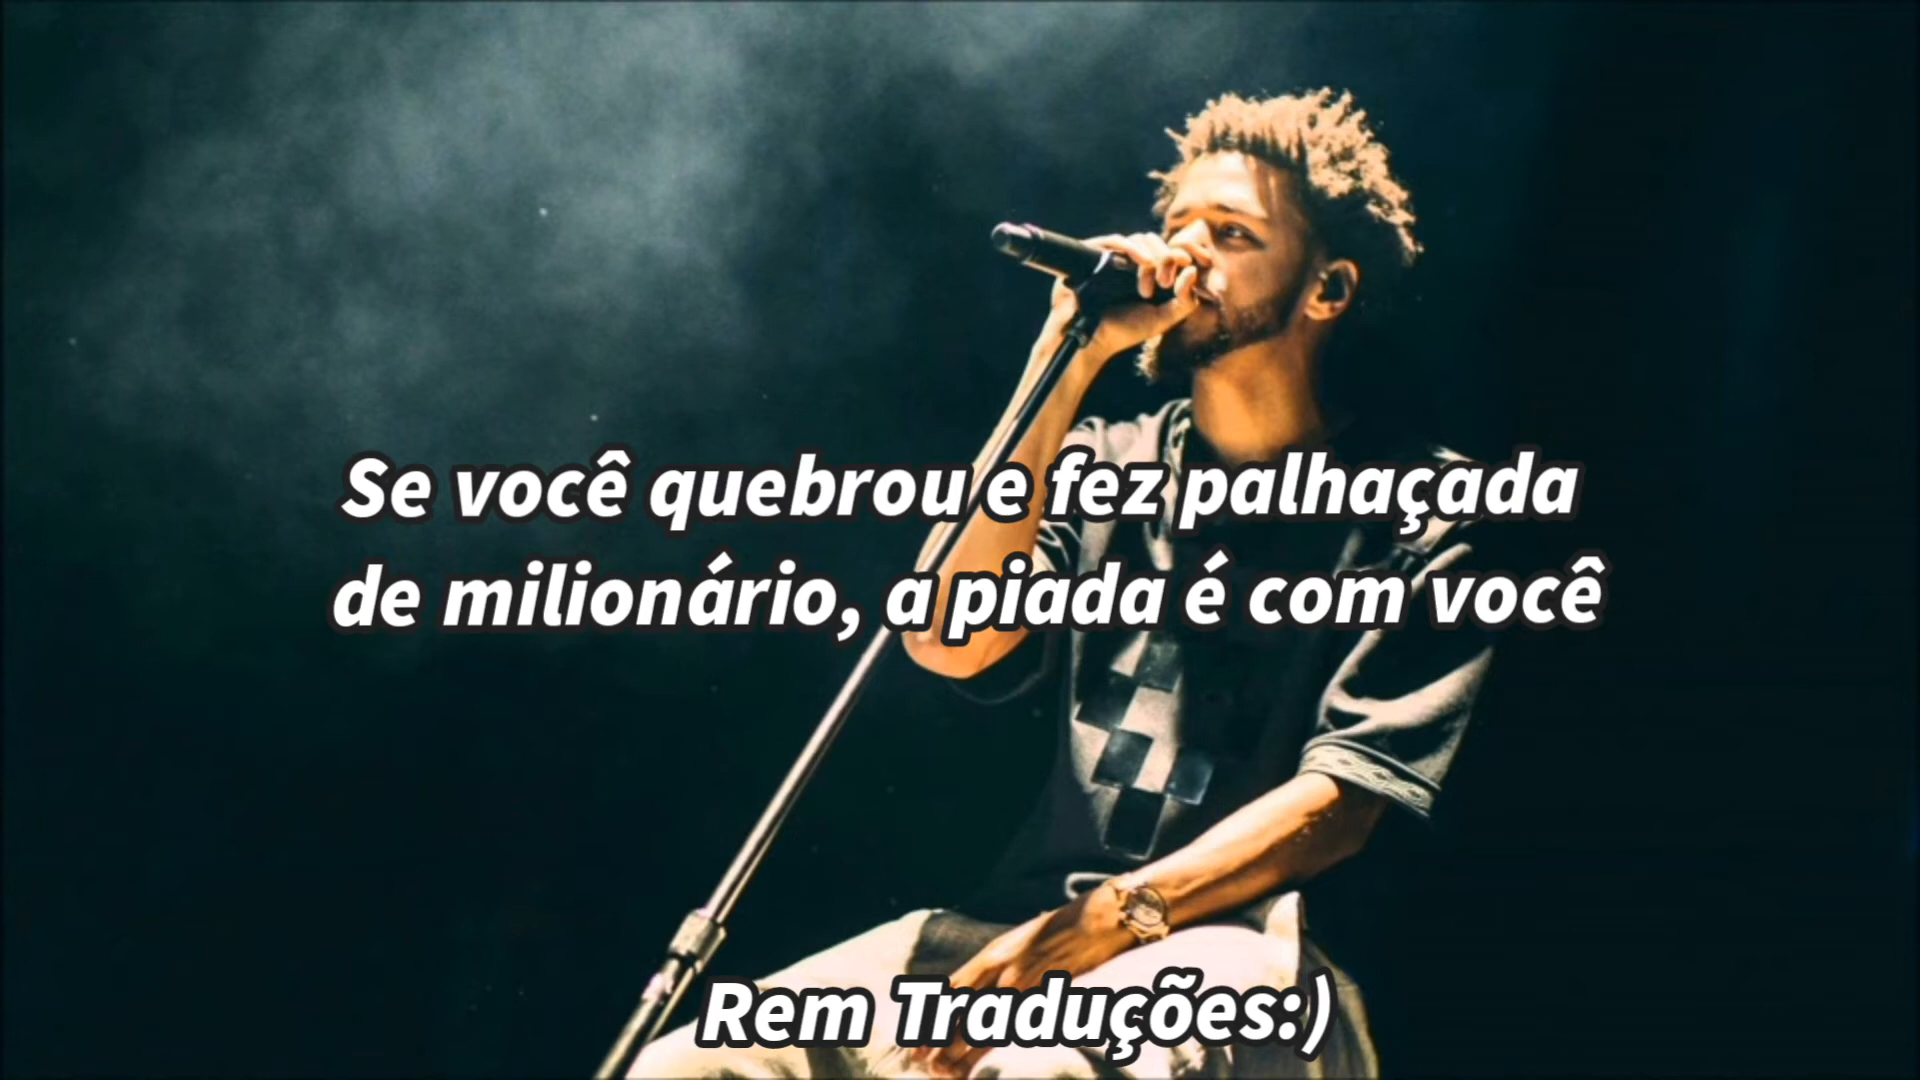 Se você quebrou e fez palhaçada
de milionário, a piada é com você
Rem Traduções:)